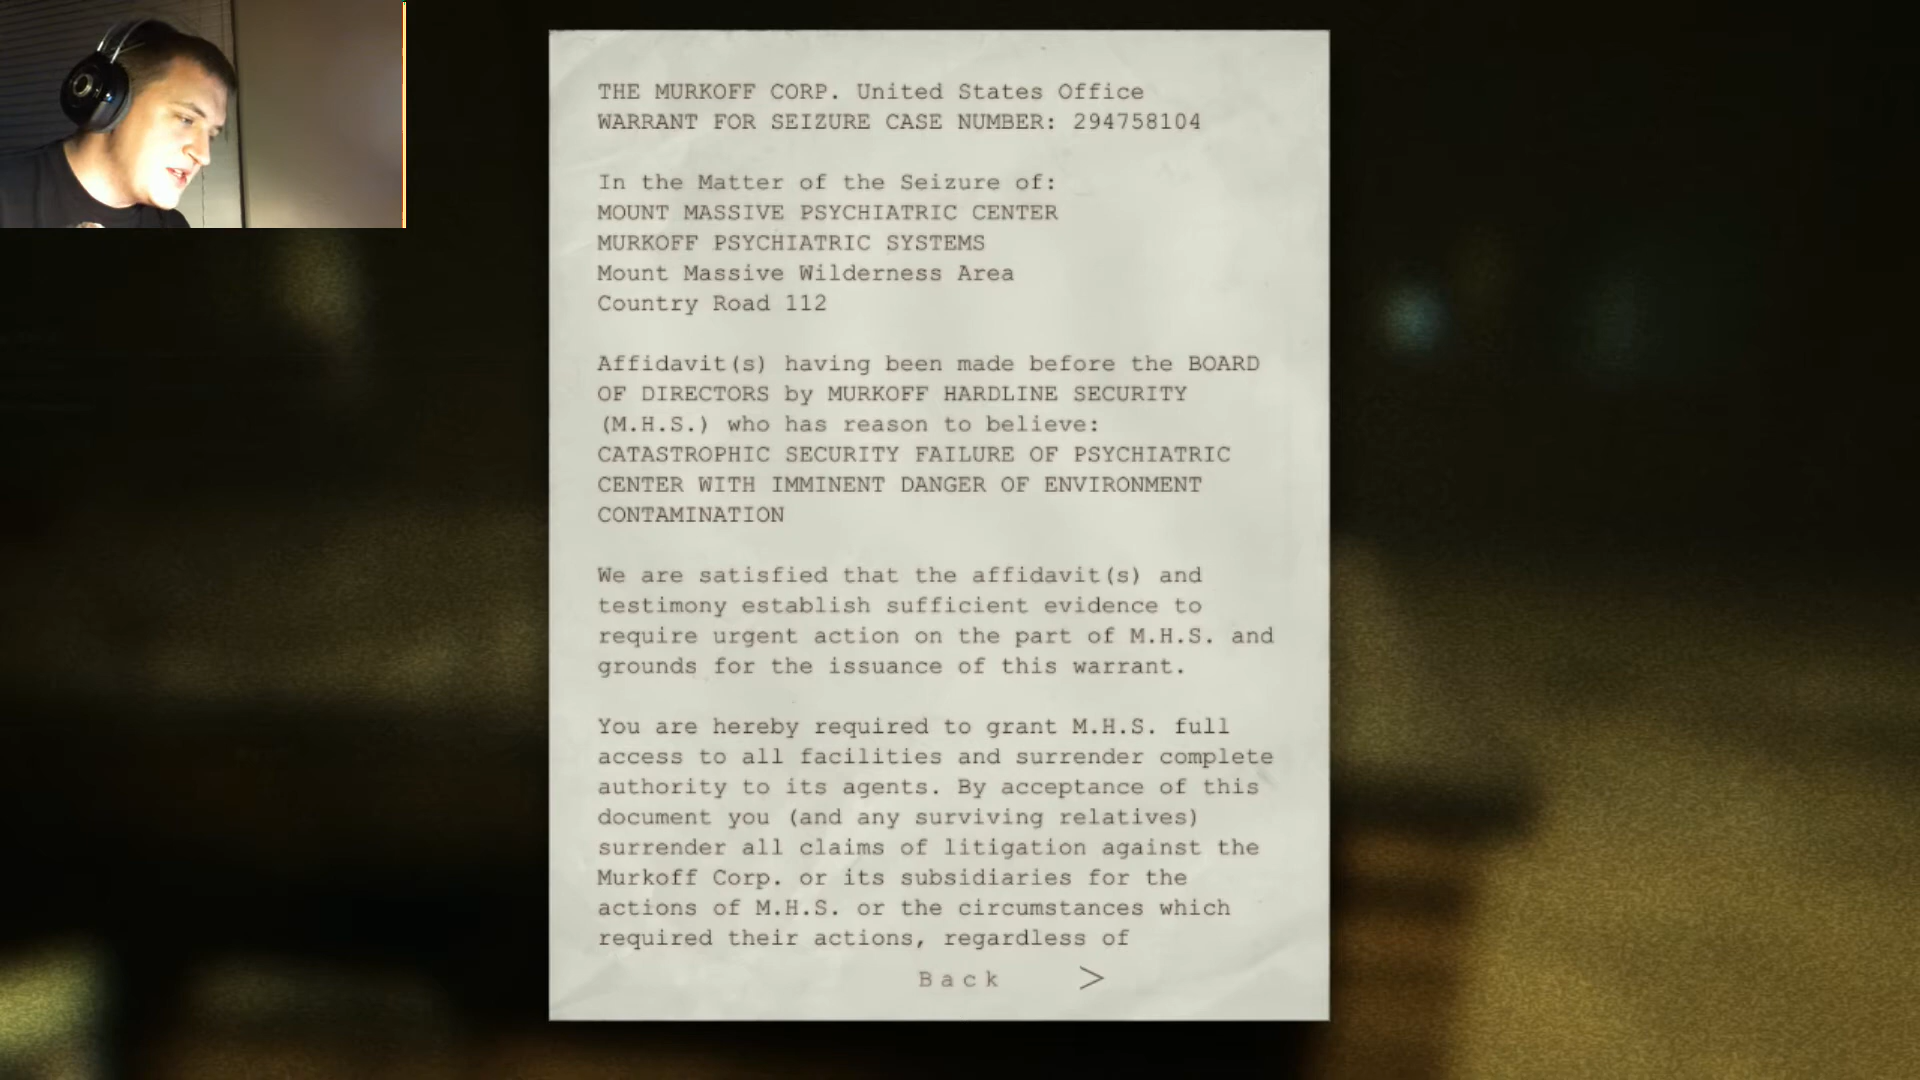 THE MURKOFF CORP. United States Office
WARRANT FOR SEIZURE CASE NUMBER: 294758104
In the Matter of the Seizure of:
MOUNT MASSIVE PSYCHIATRIC CENTER
MURKOFF PSYCHIATRIC SYSTEMS
Mount Massive Wilderness Area
Country Road 112
Affidavit(s) having been made before the BOARD
OF DIRECTORS by MURKOFF HARDLINE SECURITY
(M.H.S.) who has reason to believe:
CATASTROPHIC SECURITY FAILURE OF PSYCHIATRIC
CENTER WITH IMMINENT DANGER OF ENVIRONMENT
CONTAMINATION
We are satisfied that the affidavit(s) and
testimony establish sufficient evidence to
require urgent action on the part of M.H.S. and
grounds for the issuance of this warrant.
You are hereby required to grant M.H.S. full
access to all facilities and surrender complete
authority to its agents. By acceptance of this
document you (and any surviving relatives)
surrender all claims of litigation against the
Murkoff Corp. or its subsidiaries for the
actions of M.H.S. or the circumstances which
required their actions, regardless of
Back >